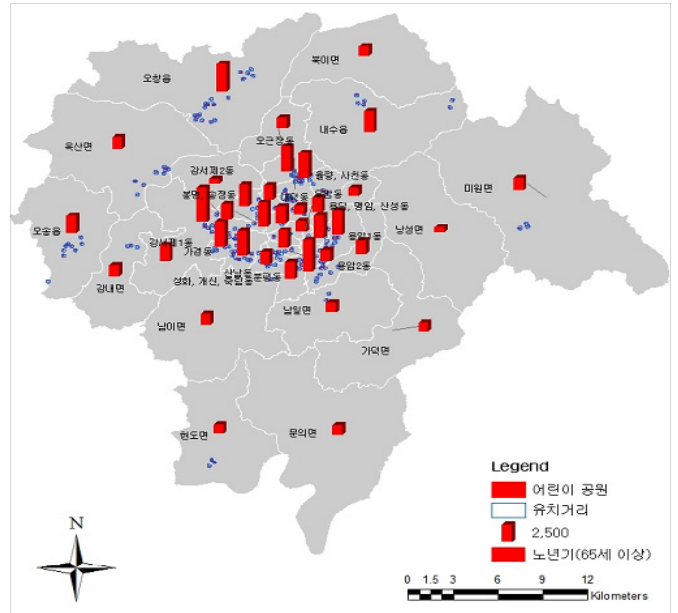 북이면
오창읍
내수읍
오근장동
옥산면
율량, 사천동
강서제2동
미원면
봉명, 송정동
용담, 명암, 산성동
오송읍
낭성면
강서제1동
용암1동
가경동
용암2동
강내면
산남동
분평동
성화, 개신, 죽림동
남일면
남이면
가덕면
현도면
문의면
Legend
어린이 공원
유치거리
2,500
노년기(65세 이상)
N
0 1.5 3 6 9 12
Kilometers